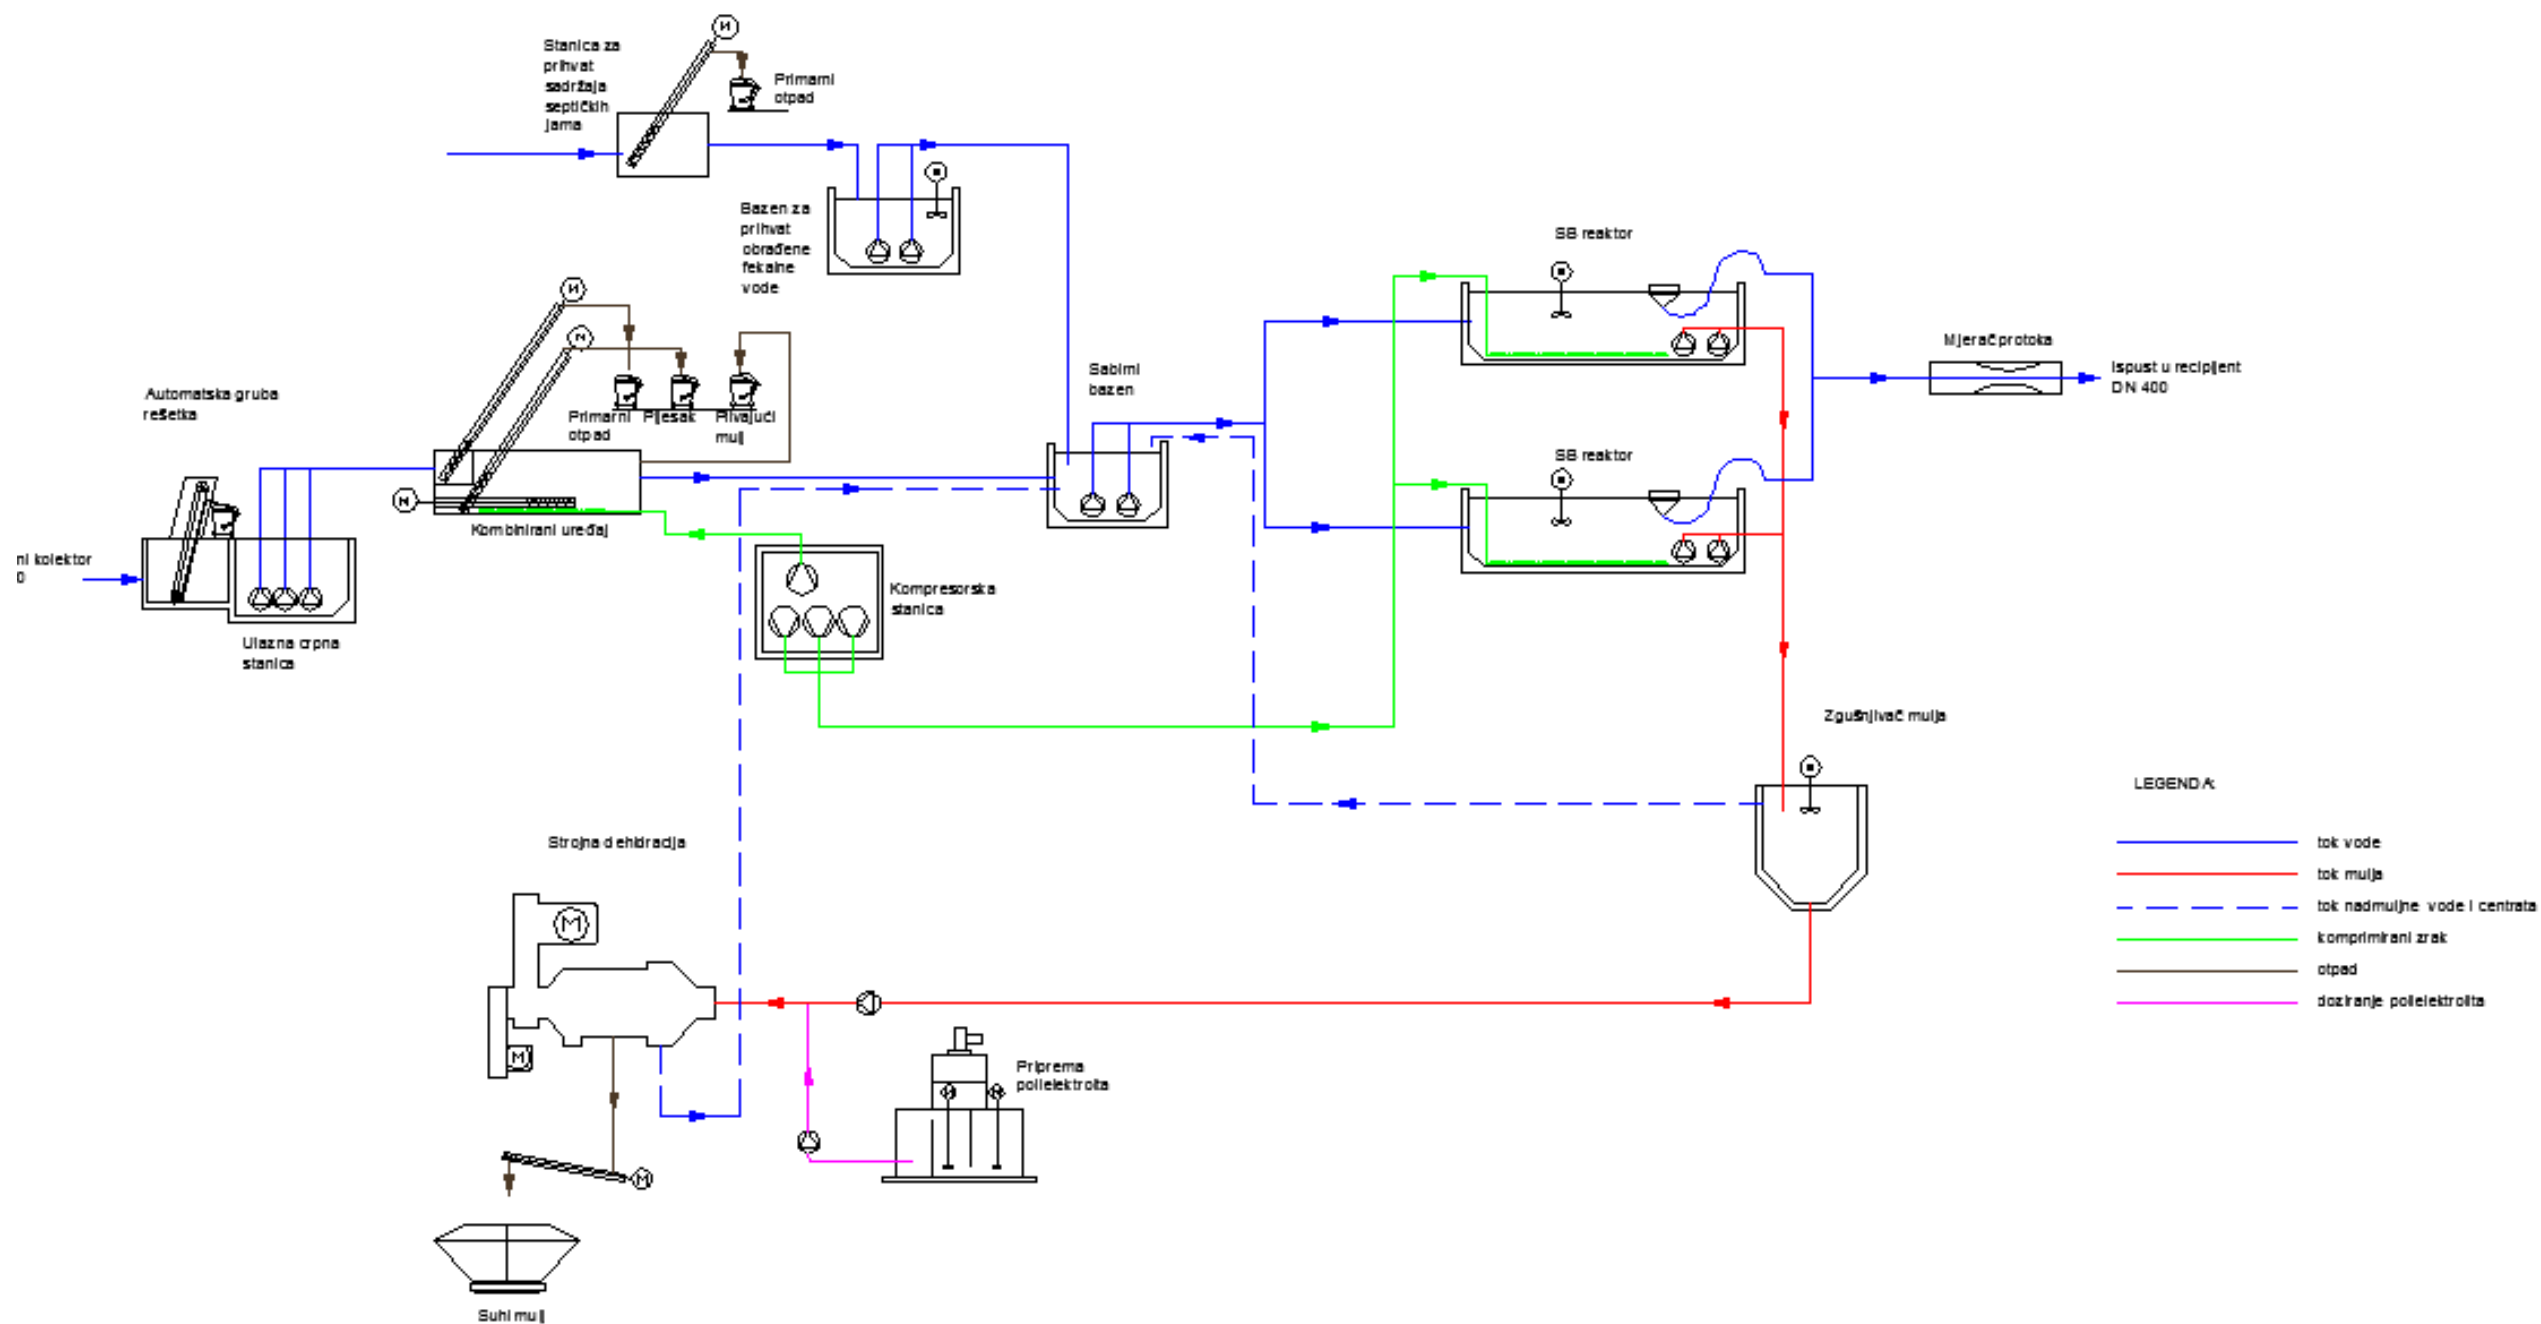 Stanica za
prihvat
sadržaja
septičkih
jama
Primarni
otpad
Bazen za
prihvat
obrađene
fekalne
vode
Automatska gruba
rešetka
Primarni
otpad
Pijesak
Plivajući
mulj
Kombinirani uređaj
ni kolektor
0
Ulazna crpna
stanica
Kompresorska
stanica
Sabirni
bazen
SB reaktor
SB reaktor
Mjerač protoka
Ispust u recipijent
DN 400
Zgušnjivač mulja
Strojna dehidracija
M
M
M
Priprema
polielektrolita
Suhi mulj
LEGENDA:
tok vode
tok mulja
tok nadmuljne vode i centrata
komprimirani zrak
otpad
doziranje polielektrolita